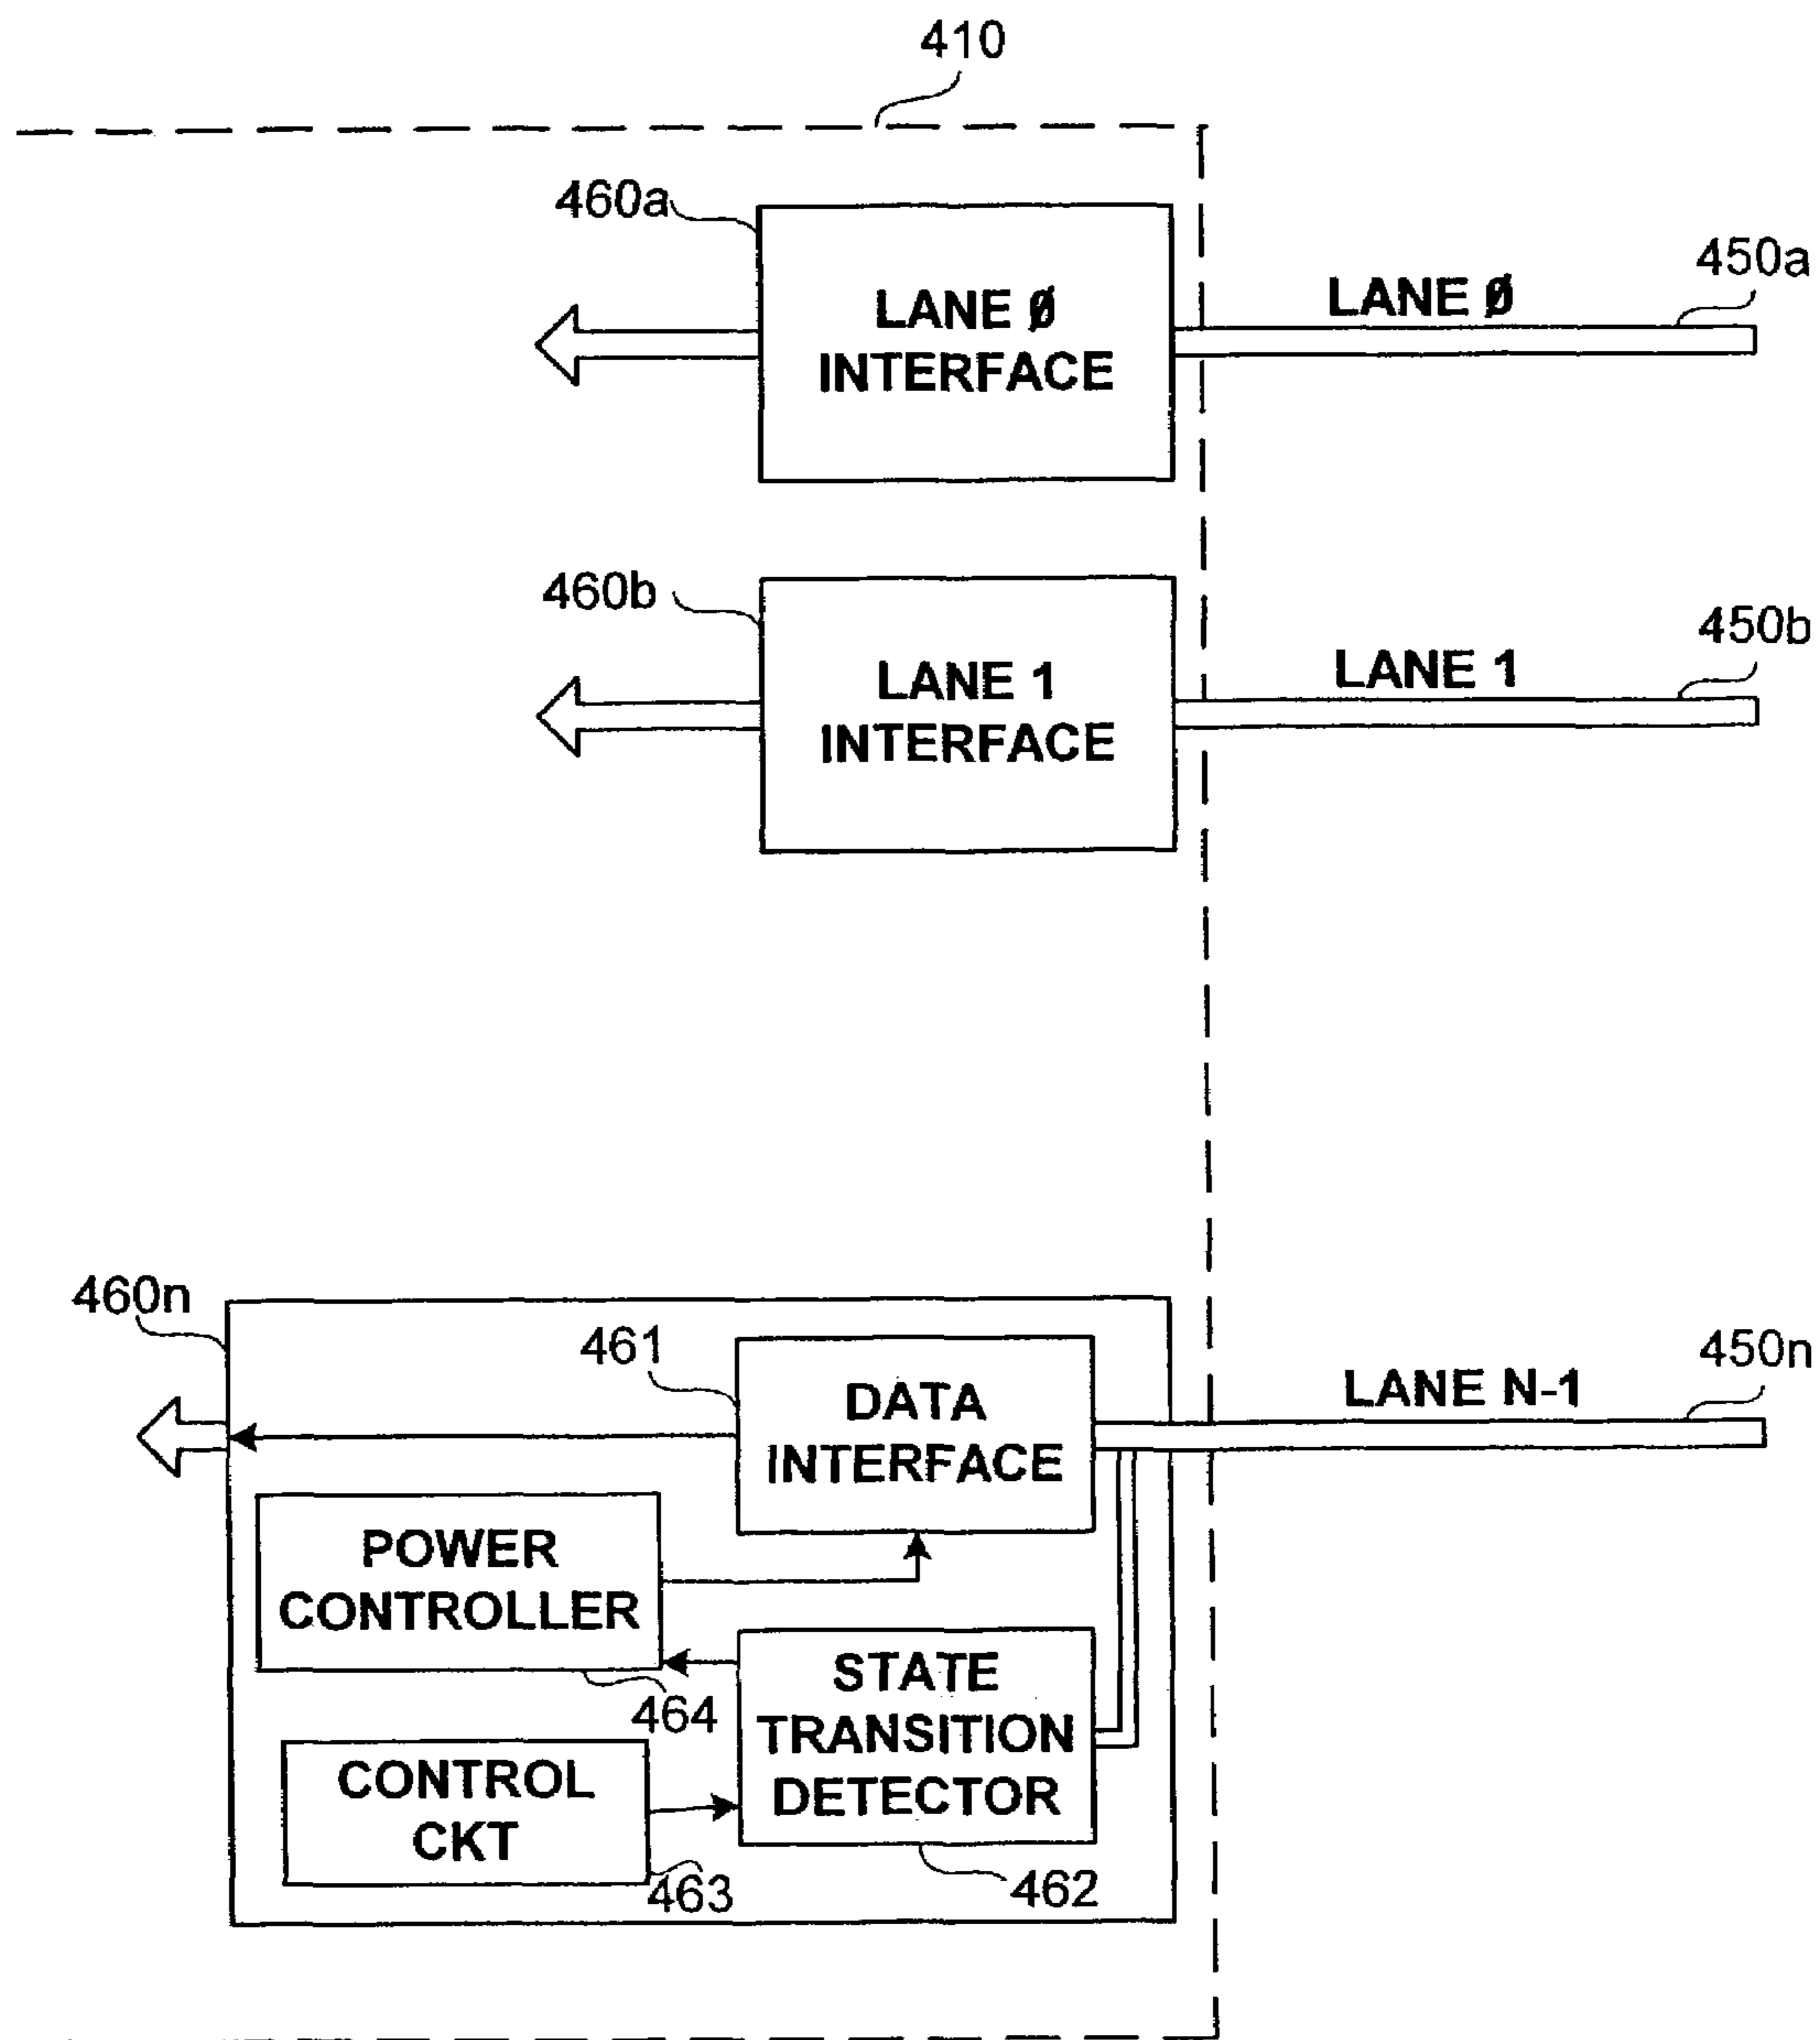 410
460a
LANE Ø
INTERFACE
LANE Ø
450a
460b
LANE 1
INTERFACE
LANE 1
450b
460n
461
DATA
INTERFACE
LANE N-1
450n
POWER
CONTROLLER
464
STATE
TRANSITION
DETECTOR
462
CONTROL
CKT
463